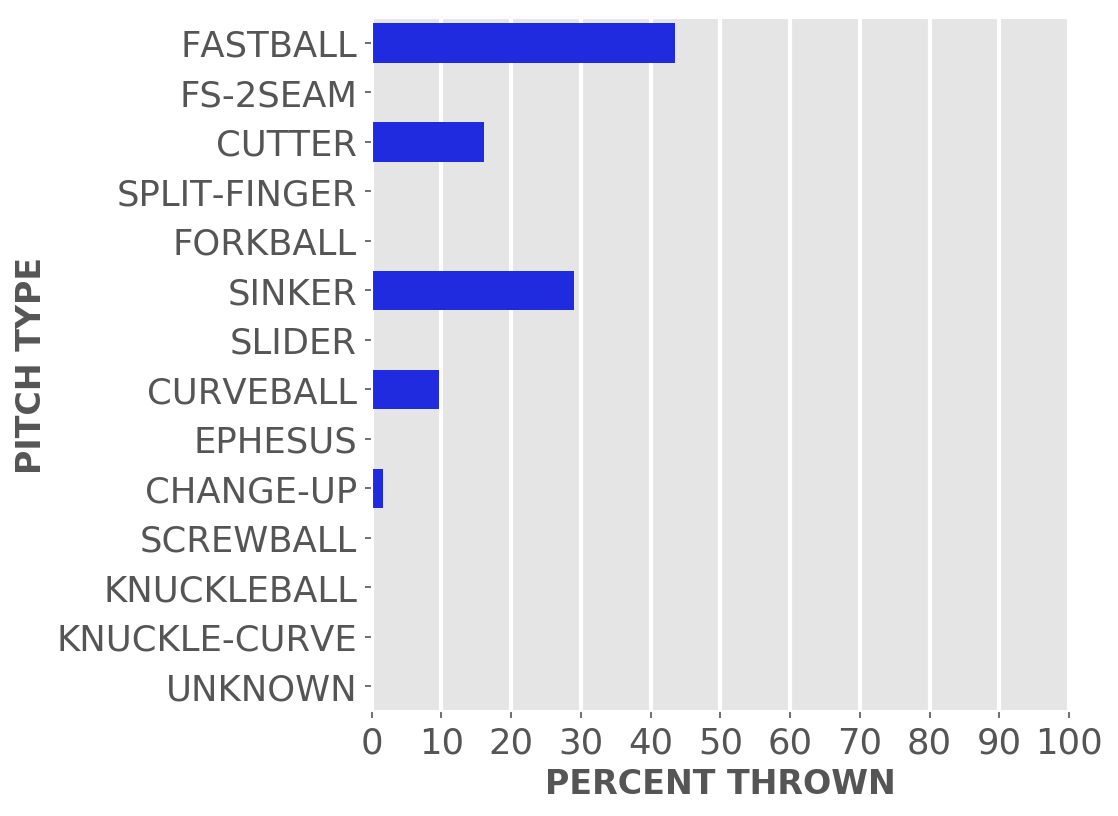 FASTBALL
FS-2SEAM
CUTTER
SPLIT-FINGER
FORKBALL
SINKER
SLIDER
CURVEBALL
EPHESUS
CHANGE-UP
SCREWBALL
KNUCKLEBALL
KNUCKLE-CURVE
UNKNOWN
PITCH TYPE
0 10 20 30 40 50 60 70 80 90 100
PERCENT THROWN